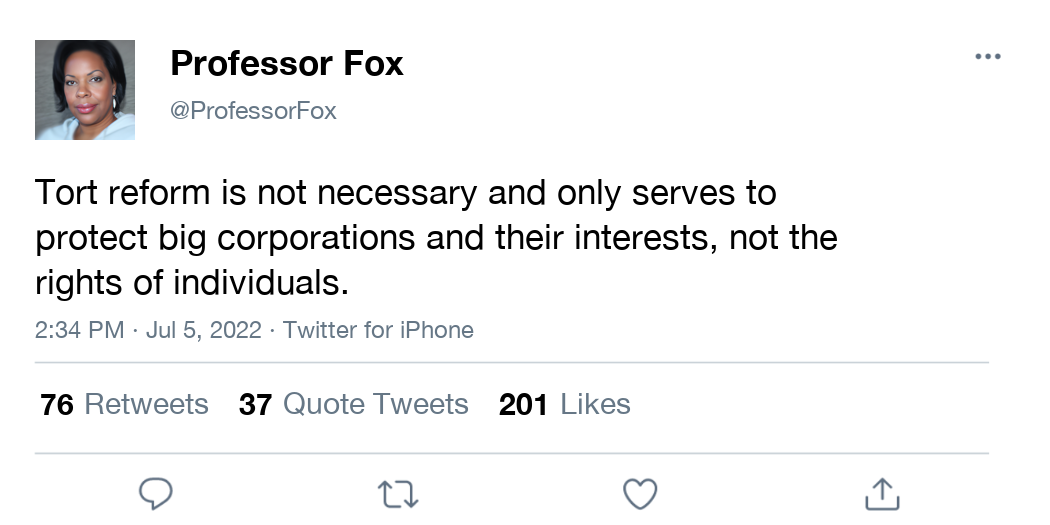 Professor Fox
@ProfessorFox
Tort reform is not necessary and only serves to
protect big corporations and their interests, not the
rights of individuals.
2:34 PM · Jul 5, 2022 · Twitter for iPhone
76 Retweets 37 Quote Tweets 201 Likes